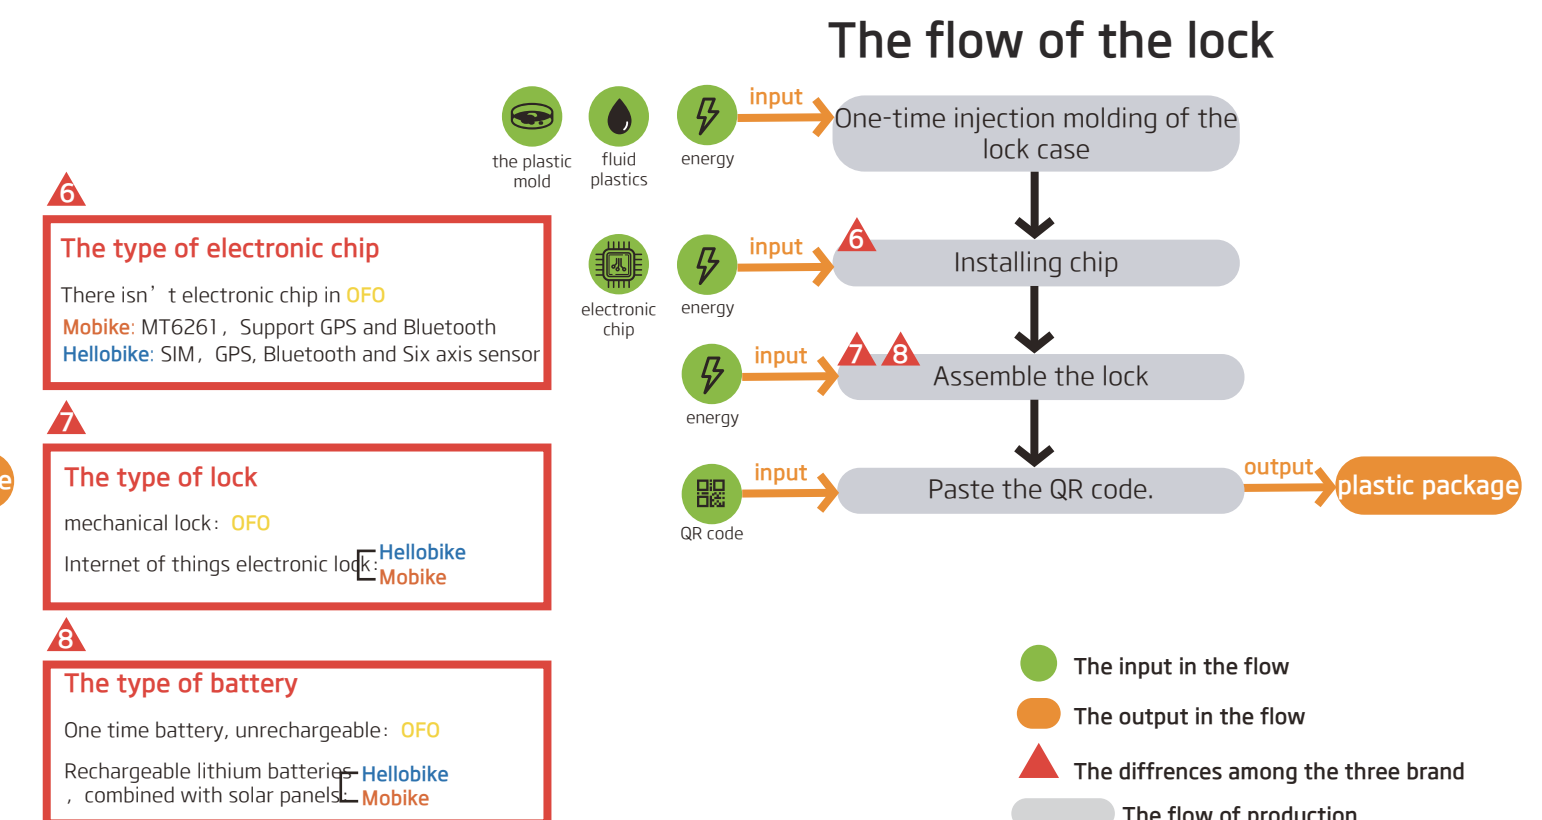 The flow of the lock
input
One-time injection molding of the
lock case
the plastic
mold
fluid
plastics
energy
6
The type of electronic chip
There isn’t electronic chip in OFO
Mobike: MT6261, Support GPS and Bluetooth
Hellobike: SIM, GPS, Bluetooth and Six axis sensor
input
6
Installing chip
electronic
chip
energy
input
7
8
Assemble the lock
energy
7
The type of lock
mechanical lock: OFO
Internet of things electronic lock:
Hellobike
Mobike
e
input
Paste the QR code.
output
plastic package
QR code
8
The type of battery
One time battery, unrechargeable: OFO
Rechargeable lithium batteries
, combined with solar panels:
Hellobike
Mobike
The input in the flow
The output in the flow
The diffrences among the three brand
The flow of production